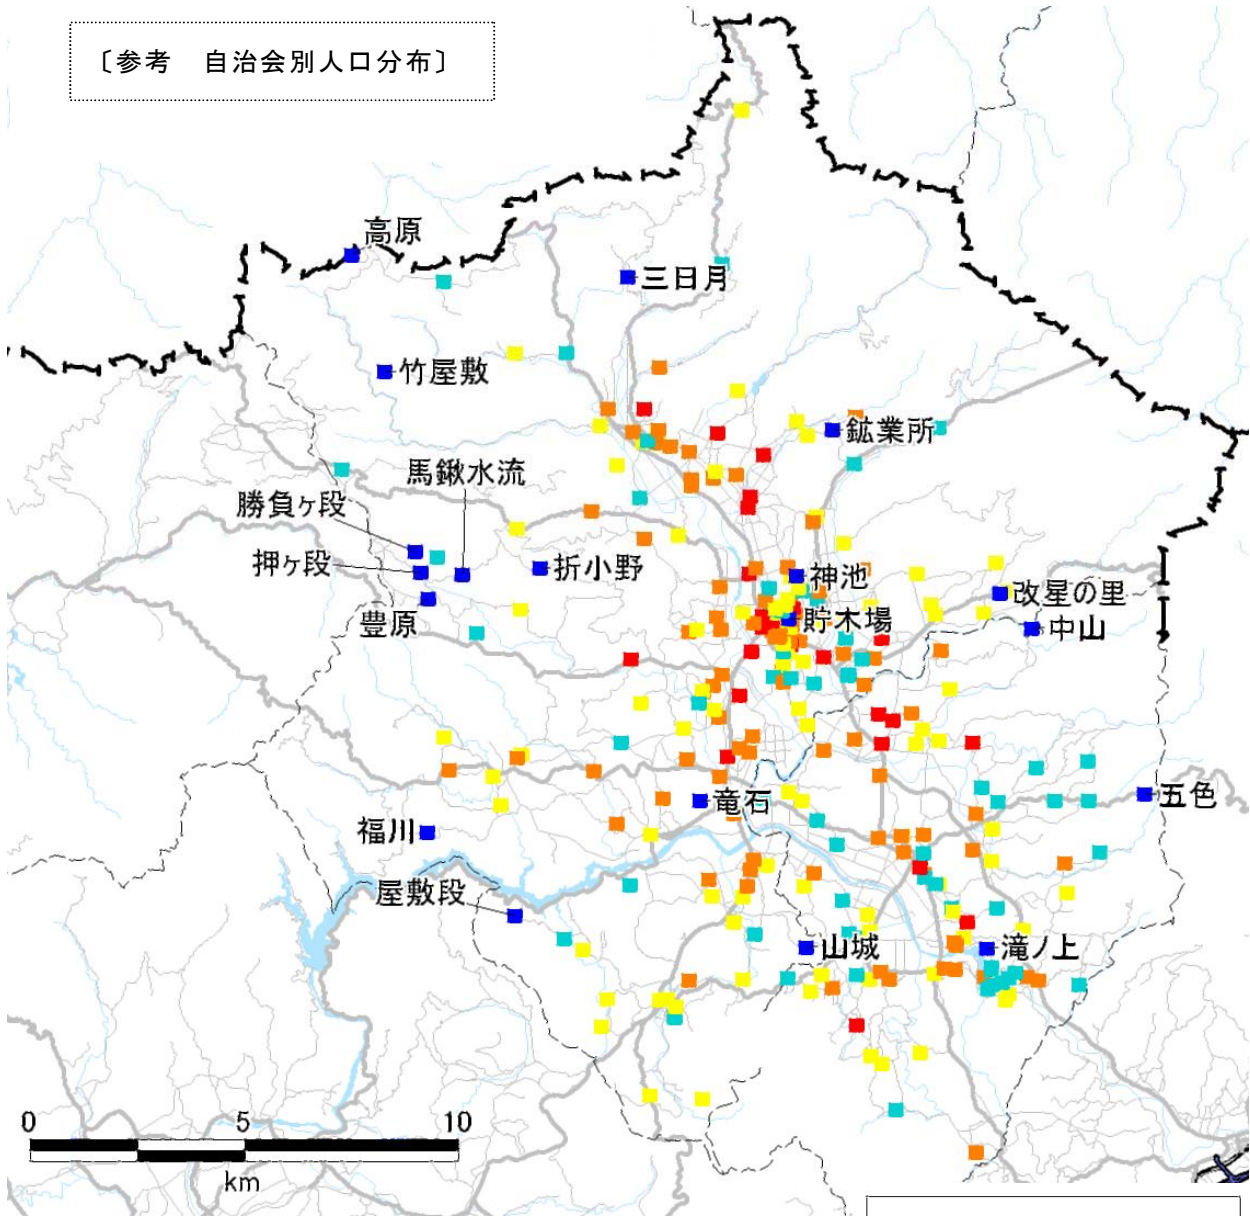 〔参考　自治会別人口分布〕
高原
三日月
竹屋敷
鉱業所
馬鍬水流
勝負ヶ段
押ヶ段
折小野
神池
改星の里
豊原
貯木場
中山
竜石
五色
福川
屋敷段
山城
滝ノ上
0 5 10
km